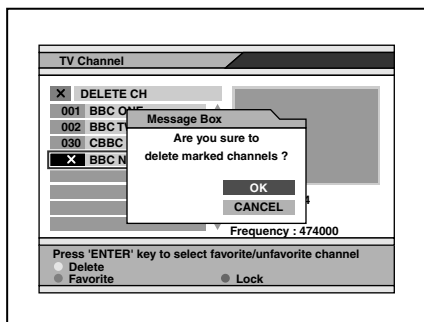 TV Channel
X DELETE CH
001 BBC ONE
002 BBC T
030 CBBC
X BBC N
Message Box
Are you sure to
delete marked channels ?
OK
CANCEL
4
Frequency : 474000
Press 'ENTER' key to select favorite/unfavorite channel
Delete
Favorite
Lock